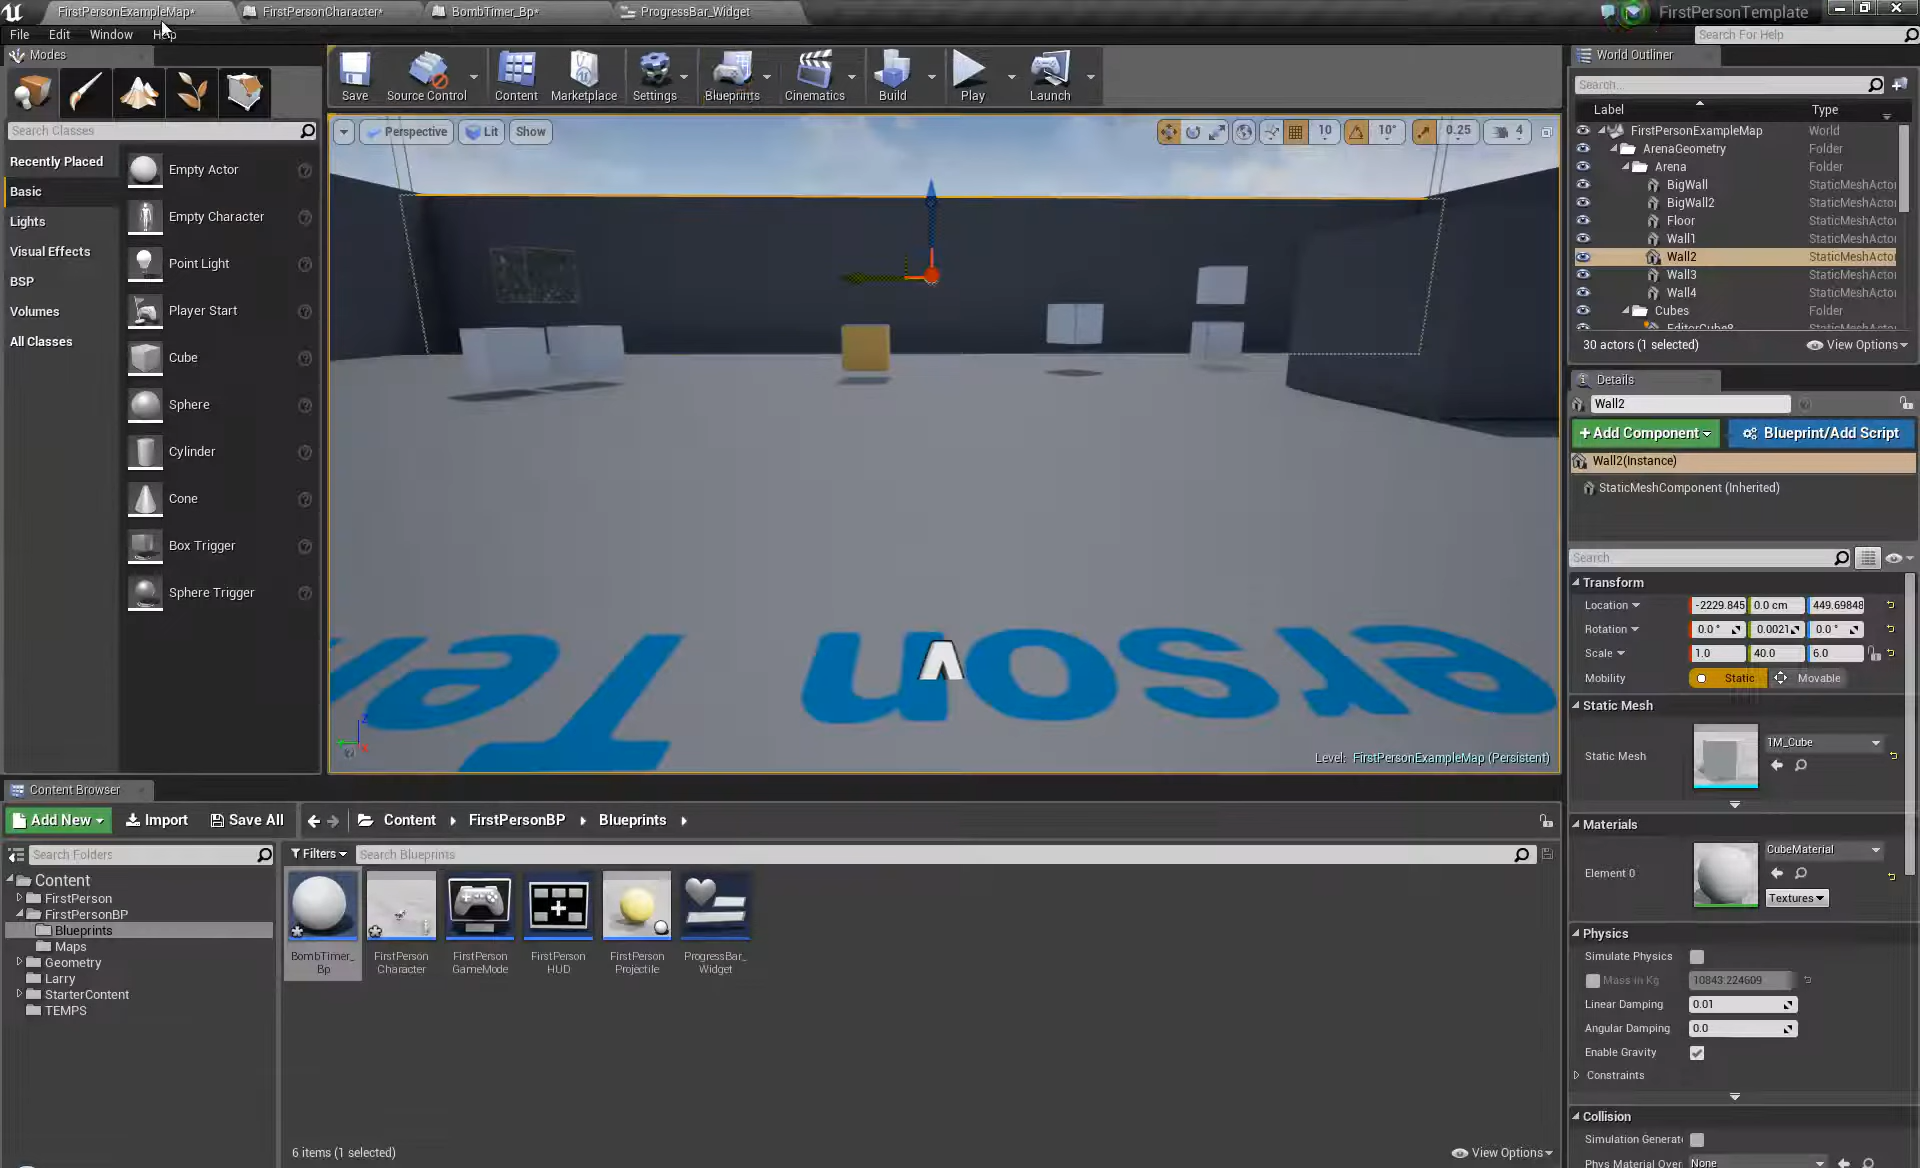 FirstPersonExampleMap*
FirstPersonCharacter*
BombTimer_Bp*
ProgressBar_Widget
FirstPersonTemplate
File
Edit
Window
Help
Search For Help
Modes
Search Classes
Recently Placed
Basic
Lights
Visual Effects
BSP
Volumes
All Classes
Empty Actor
Empty Character
Point Light
Player Start
Cube
Sphere
Cylinder
Cone
Box Trigger
Sphere Trigger
Save
Source Control
Content
Marketplace
Settings
Blueprints
Cinematics
Build
Play
Launch
Perspective
Lit
Show
10
10°
0.25
4
erson Te
Level: FirstPersonExampleMap (Persistent)
World Outliner
Search...
Label
Type
FirstPersonExampleMap World
ArenaGeometry Folder
Arena Folder
BigWall StaticMeshActor
BigWall2 StaticMeshActor
Floor StaticMeshActor
Wall1 StaticMeshActor
Wall2 StaticMeshActor
Wall3 StaticMeshActor
Wall4 StaticMeshActor
Cubes Folder
EditorCube8
30 actors (1 selected)
View Options
Details
Wall2
+Add Component
Blueprint/Add Script
Wall2(Instance)
StaticMeshComponent (Inherited)
Search
Transform
Location
-2229.845
0.0 cm
449.69848
Rotation
0.0 °
0.0021
0.0 °
Scale
1.0
40.0
6.0
Mobility
Static
Movable
Static Mesh
Static Mesh
1M_Cube
Materials
Element 0
CubeMaterial
Textures
Physics
Simulate Physics
Mass in Kg
10843.224609
Linear Damping
0.01
Angular Damping
0.0
Enable Gravity
Constraints
Collision
Simulation Generat
Phys Material Over
None
Content Browser
Add New
Import
Save All
Content
FirstPersonBP
Blueprints
Search Folders
Filters
Search Blueprints
Content
FirstPerson
FirstPersonBP
Blueprints
Maps
Geometry
Larry
StarterContent
TEMPS
BombTimer_
Bp
FirstPerson
Character
FirstPerson
GameMode
FirstPerson
HUD
FirstPerson
Projectile
ProgressBar_
Widget
6 items (1 selected)
View Options